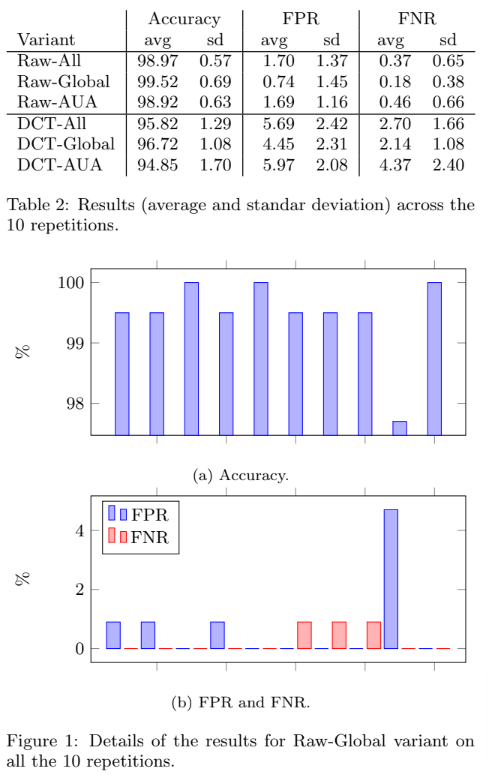 Accuracy FPR FNR
Variant avg sd avg sd avg sd
Raw-All 98.97 0.57 1.70 1.37 0.37 0.65
Raw-Global 99.52 0.69 0.74 1.45 0.18 0.38
Raw-AUA 98.92 0.63 1.69 1.16 0.46 0.66
DCT-All 95.82 1.29 5.69 2.42 2.70 1.66
DCT-Global 96.72 1.08 4.45 2.31 2.14 1.08
DCT-AUA 94.85 1.70 5.97 2.08 4.37 2.40
Table 2: Results (average and standar deviation) across the
10 repetitions.
100
99
98
%
(a) Accuracy.
FPR
FNR
4
2
0
%
(b) FPR and FNR.
Figure 1: Details of the results for Raw-Global variant on
all the 10 repetitions.